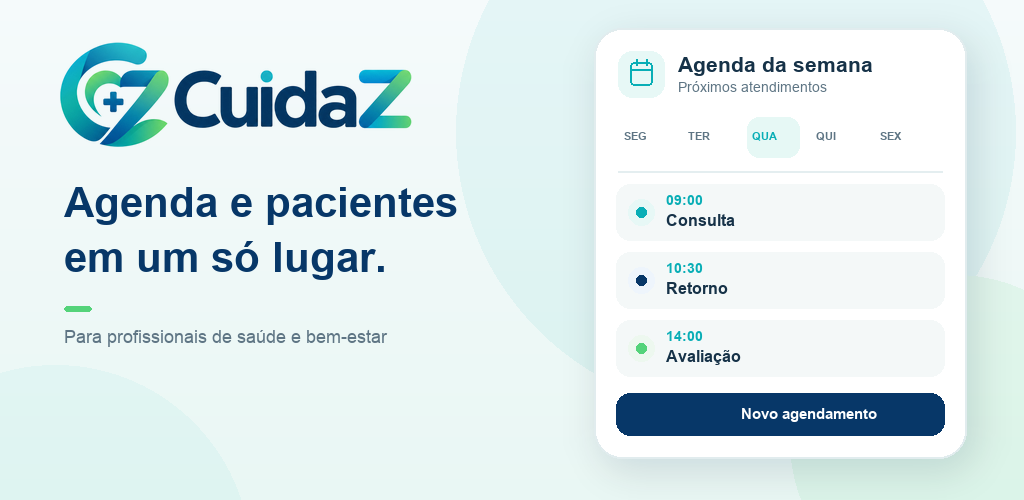 CuidaZ
Agenda e pacientes
em um só lugar.
Para profissionais de saúde e bem-estar
Agenda da semana
Próximos atendimentos
SEG TER QUA QUI SEX
09:00
Consulta
10:30
Retorno
14:00
Avaliação
Novo agendamento